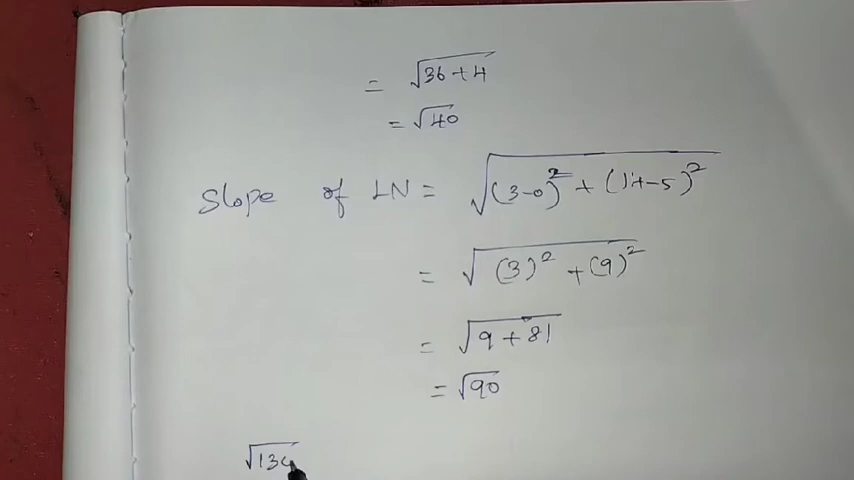 = √36+4
= √40
Slope of LN = √(3-0)² + (14-5)²
= √(3)² + (9)²
= √9+81
= √90
√130